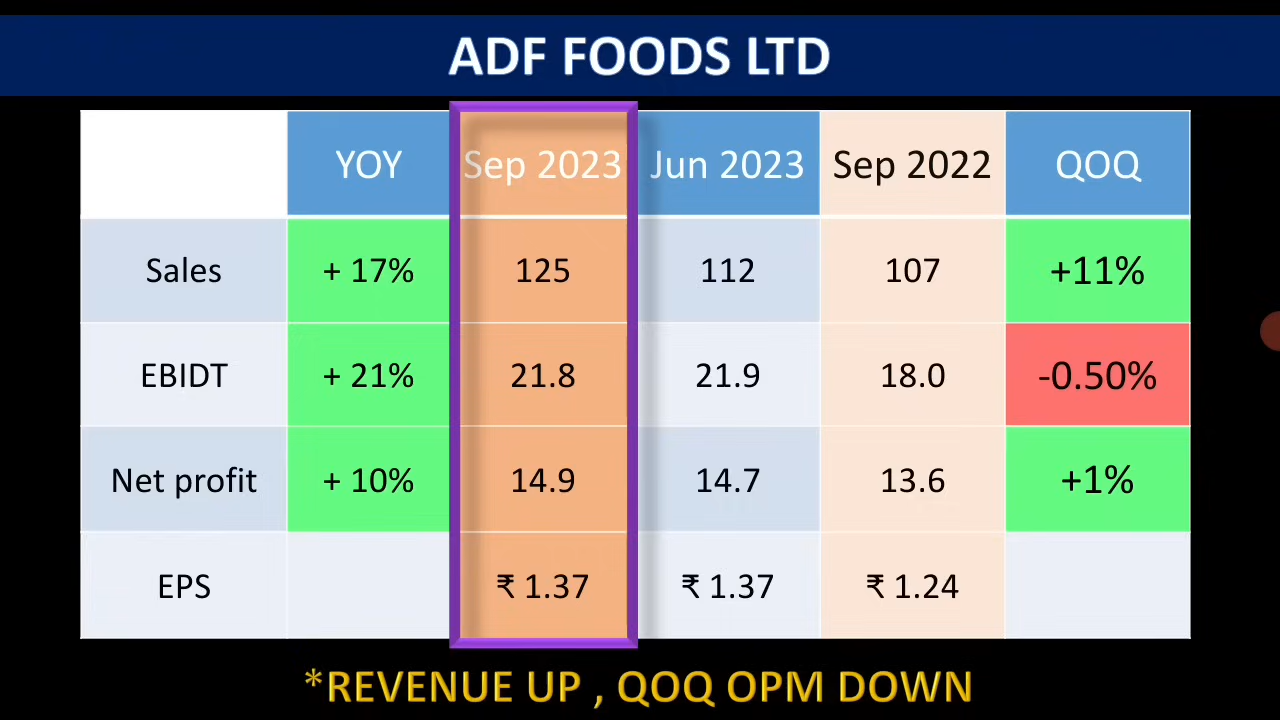 ADF FOODS LTD
YOY Sep 2023 Jun 2023 Sep 2022 QOQ
Sales + 17% 125 112 107 +11%
EBIDT + 21% 21.8 21.9 18.0 -0.50%
Net profit + 10% 14.9 14.7 13.6 +1%
EPS ₹ 1.37 ₹ 1.37 ₹ 1.24
*REVENUE UP , QOQ OPM DOWN